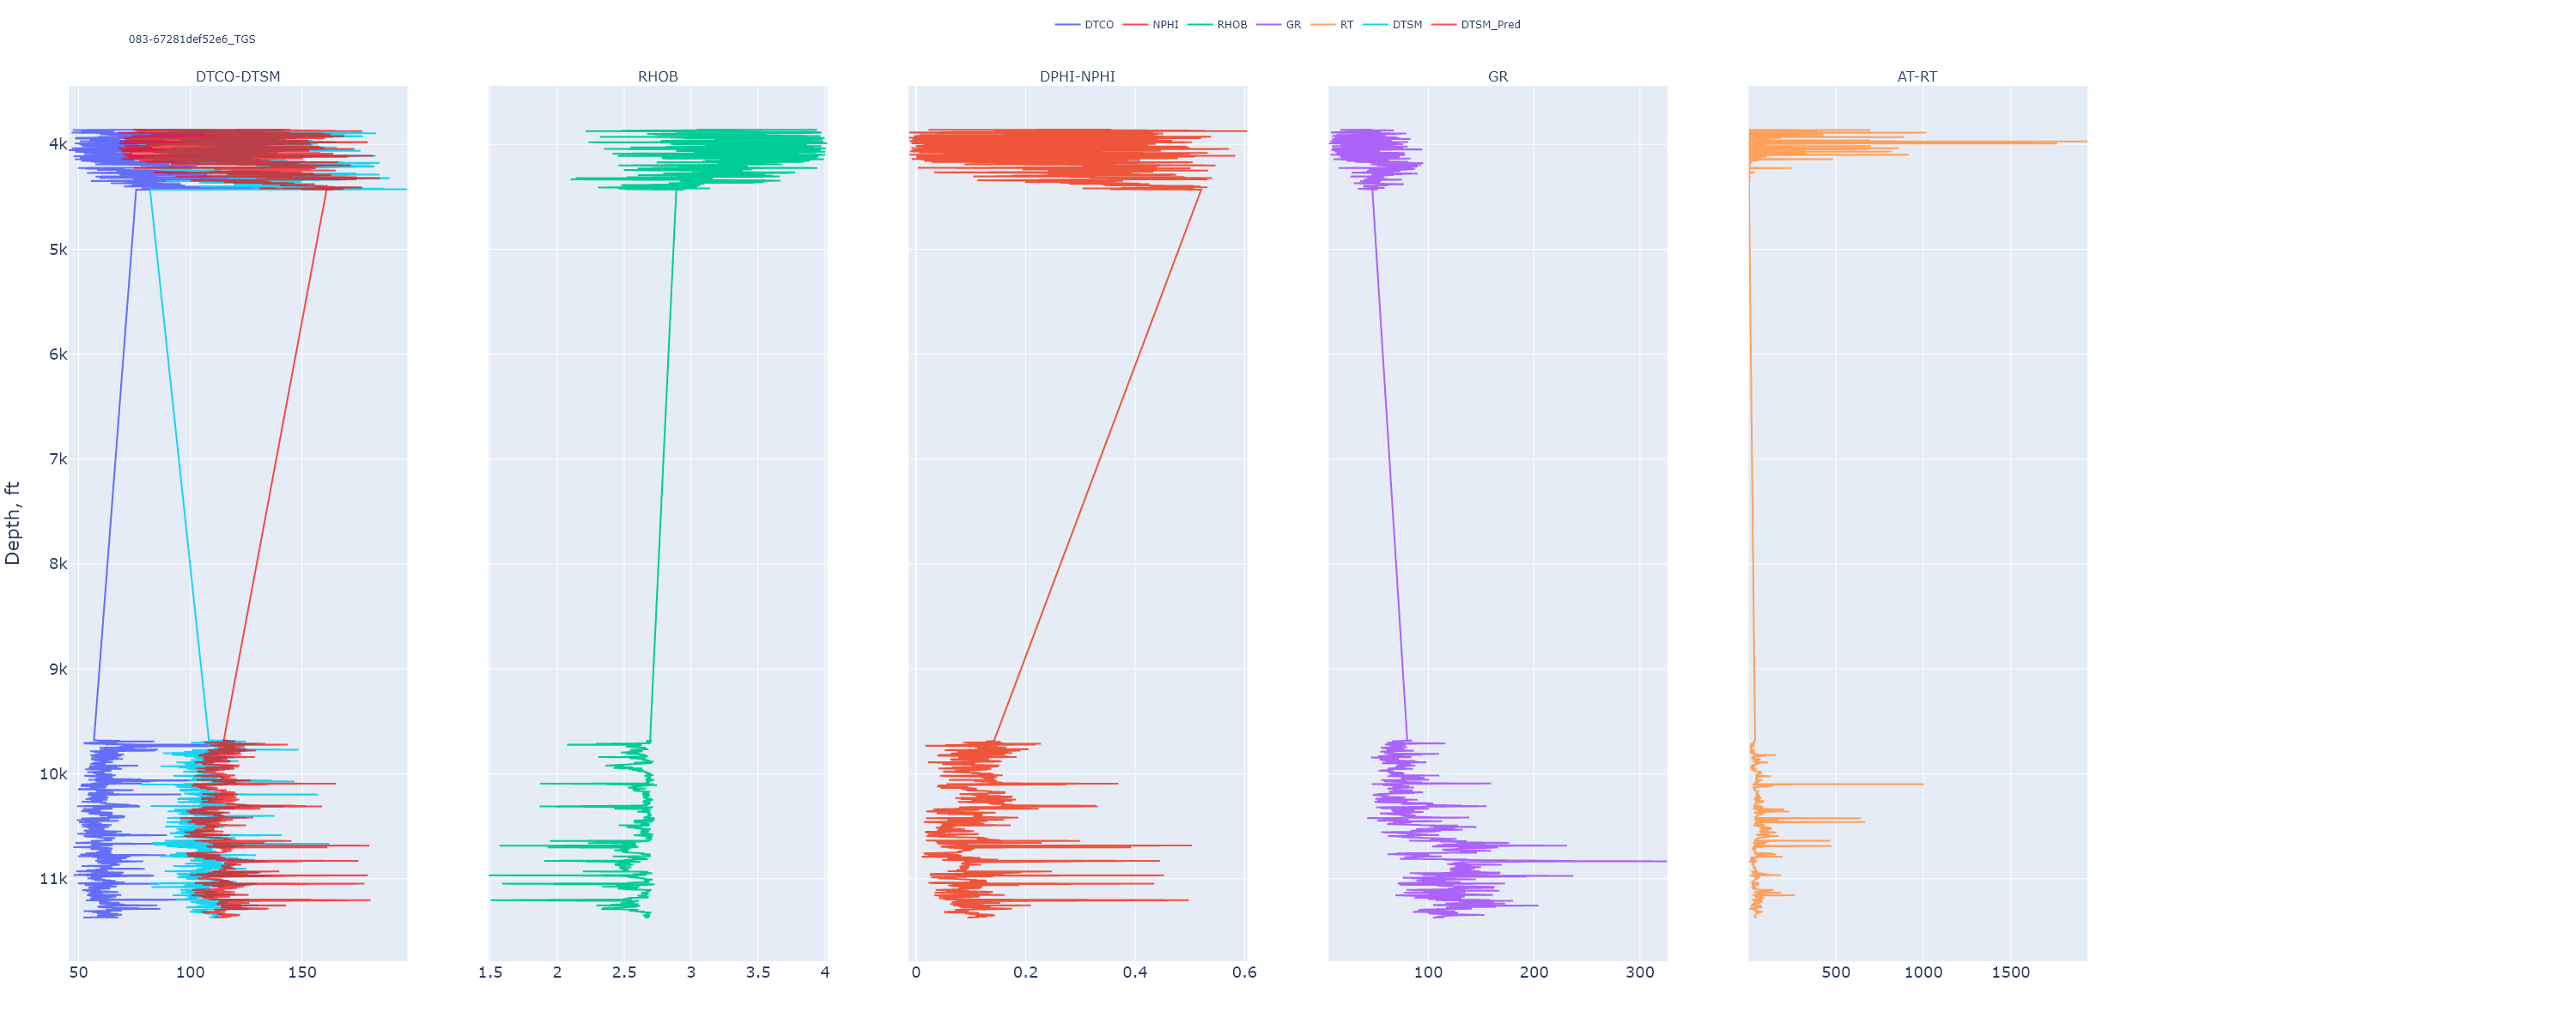 DTCO NPHI RHOB GR RT DTSM DTSM_Pred
083-67281def52e6_TGS
DTCO-DTSM RHOB DPHI-NPHI GR AT-RT
4k
5k
6k
7k
8k
9k
10k
11k
Depth, ft
50 100 150 1.5 2 2.5 3 3.5 4 0 0.2 0.4 0.6 100 200 300 500 1000 1500